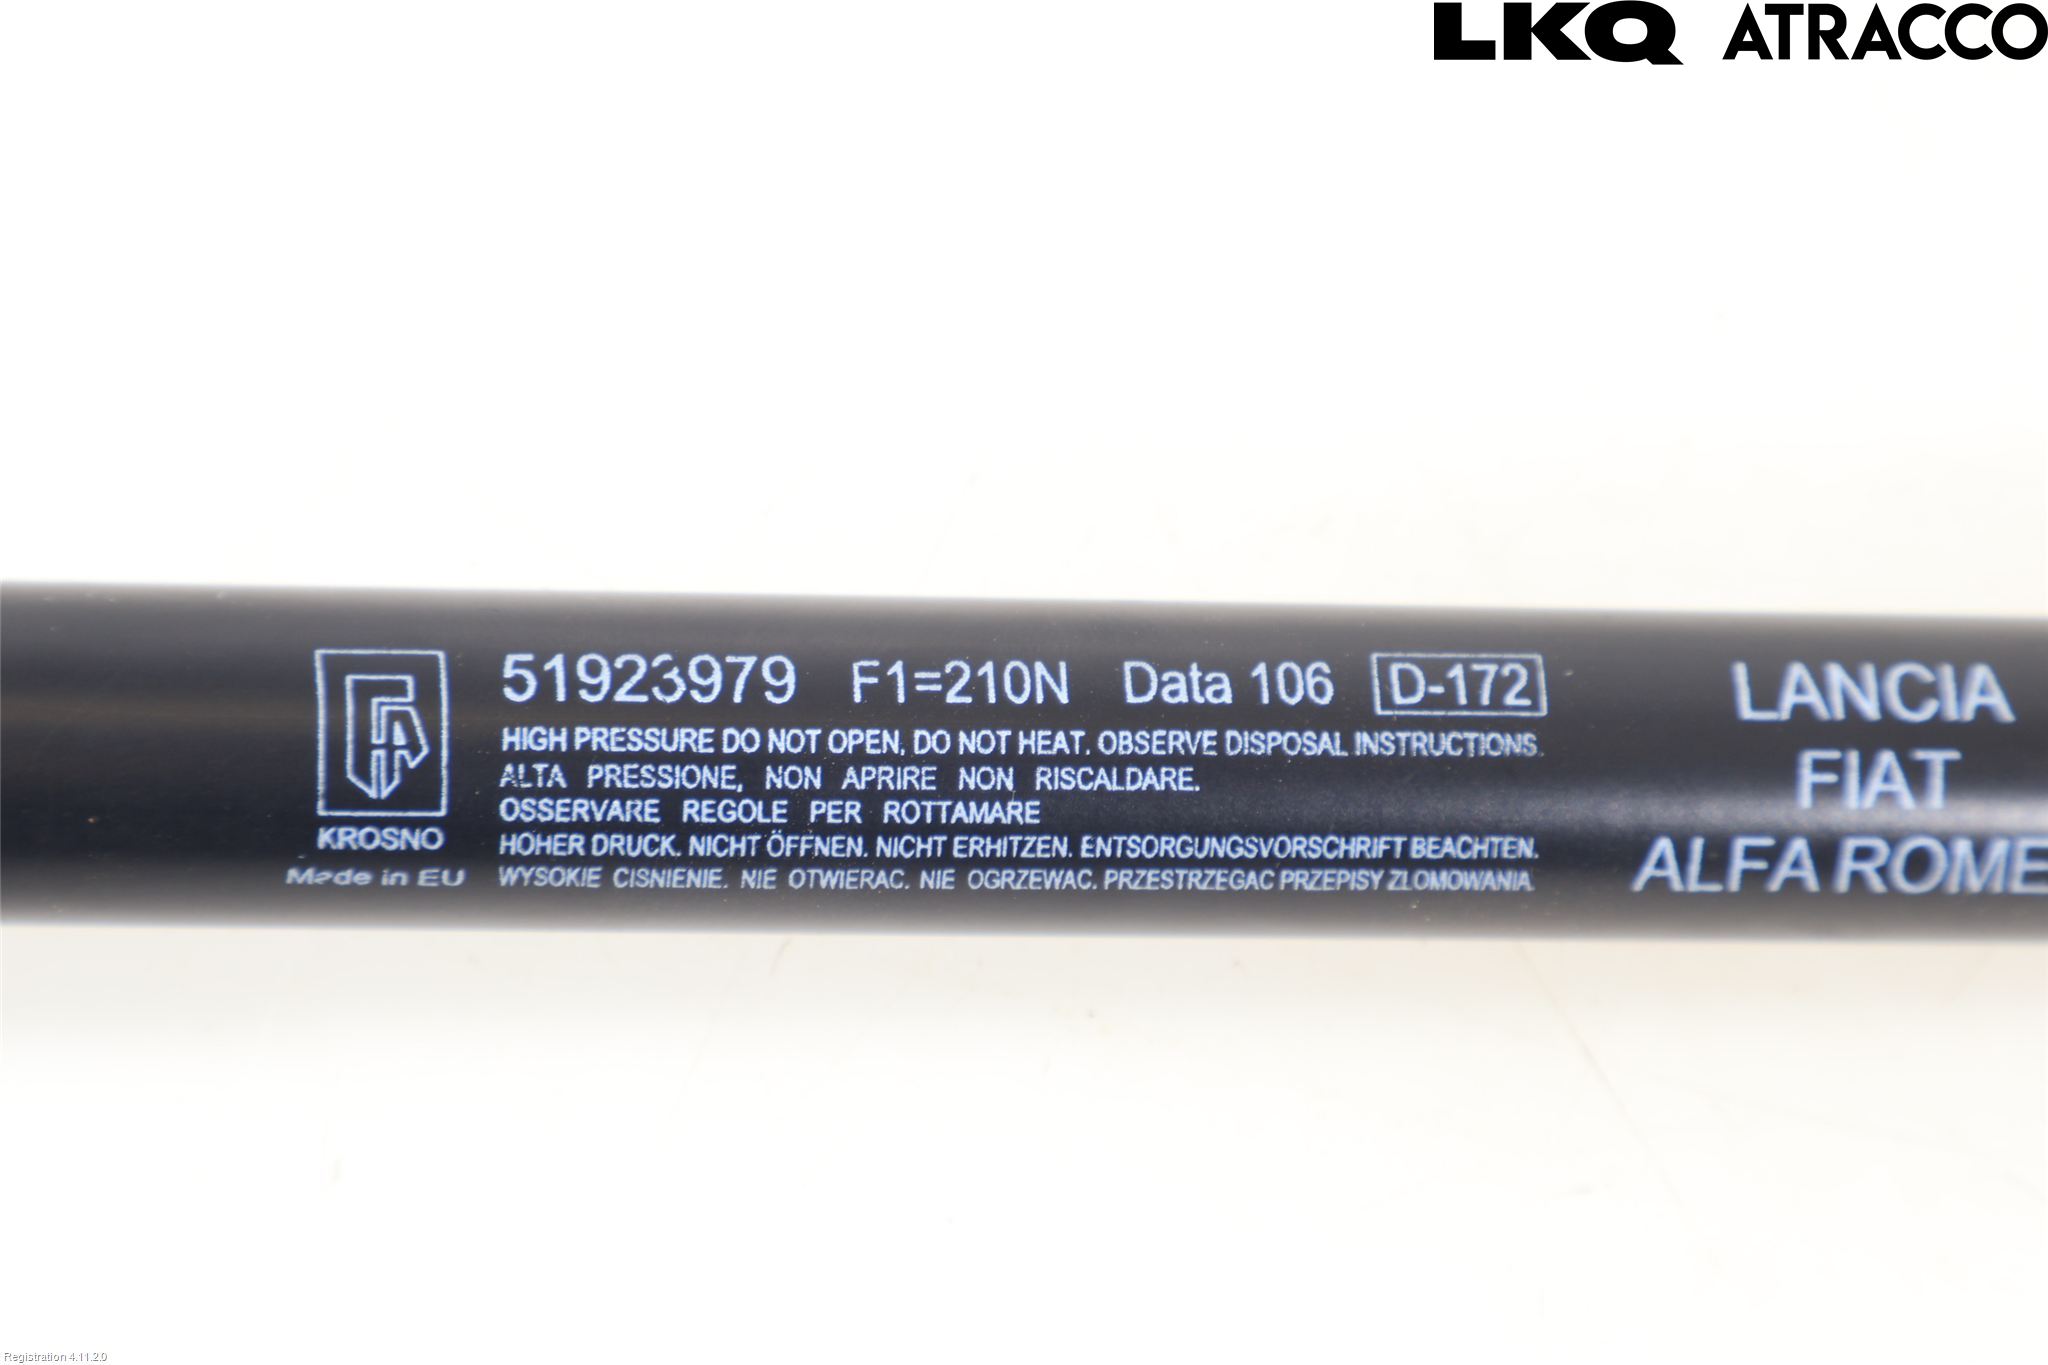 LKQ ATRACCO
51923979 F1=210N Data 106 D-172
HIGH PRESSURE DO NOT OPEN, DO NOT HEAT. OBSERVE DISPOSAL INSTRUCTIONS.
ALTA PRESSIONE, NON APRIRE NON RISCALDARE.
OSSERVARE REGOLE PER ROTTAMARE
HOHER DRUCK. NICHT ÖFFNEN. NICHT ERHITZEN. ENTSORGUNGSVORSCHRIFT BEACHTEN.
WYSOKIE CISNIENIE. NIE OTWIERAC. NIE OGRZEWAC. PRZESTRZEGAC PRZEPISY ZLOMOWANIA
KROSNO
Made in EU
LANCIA
FIAT
ALFA ROME
Registration 4.11.2.0